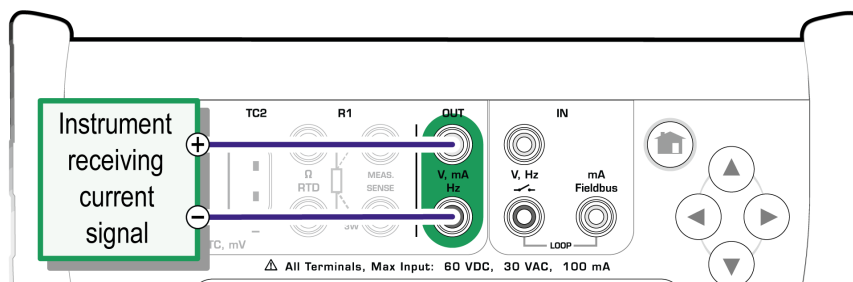 TC2
R1
OUT
IN
Instrument
receiving
current
signal
+
−
Ω
RTD
MEAS.
SENSE
3W
TC, mV
V, mA
Hz
V, Hz
mA
Fieldbus
LOOP
⚠ All Terminals, Max Input: 60 VDC, 30 VAC, 100 mA